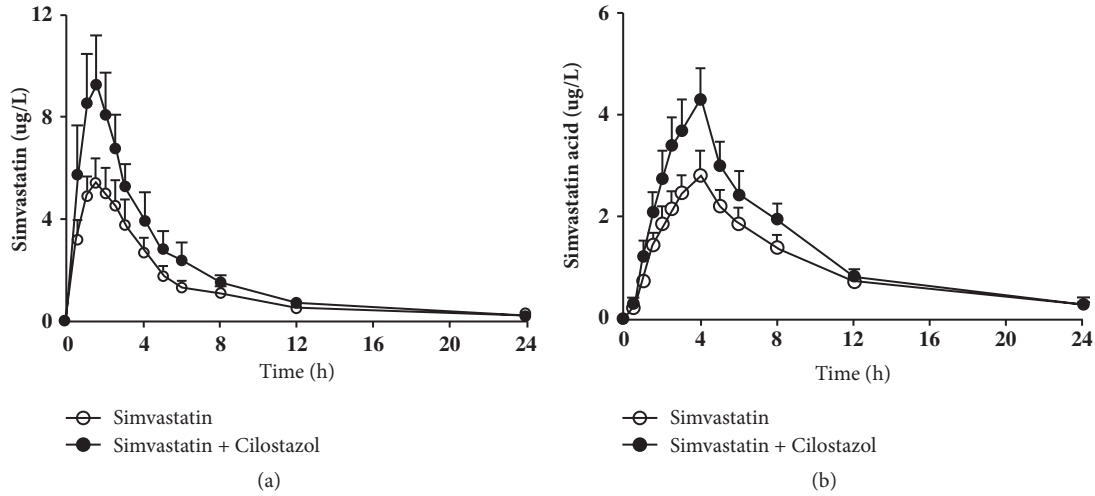 12
8
4
0
Simvastatin (ug/L)
0 4 8 12 16 20 24
Time (h)
Simvastatin
Simvastatin + Cilostazol
(a)
6
4
2
0
Simvastatin acid (ug/L)
0 4 8 12 16 20 24
Time (h)
Simvastatin
Simvastatin + Cilostazol
(b)